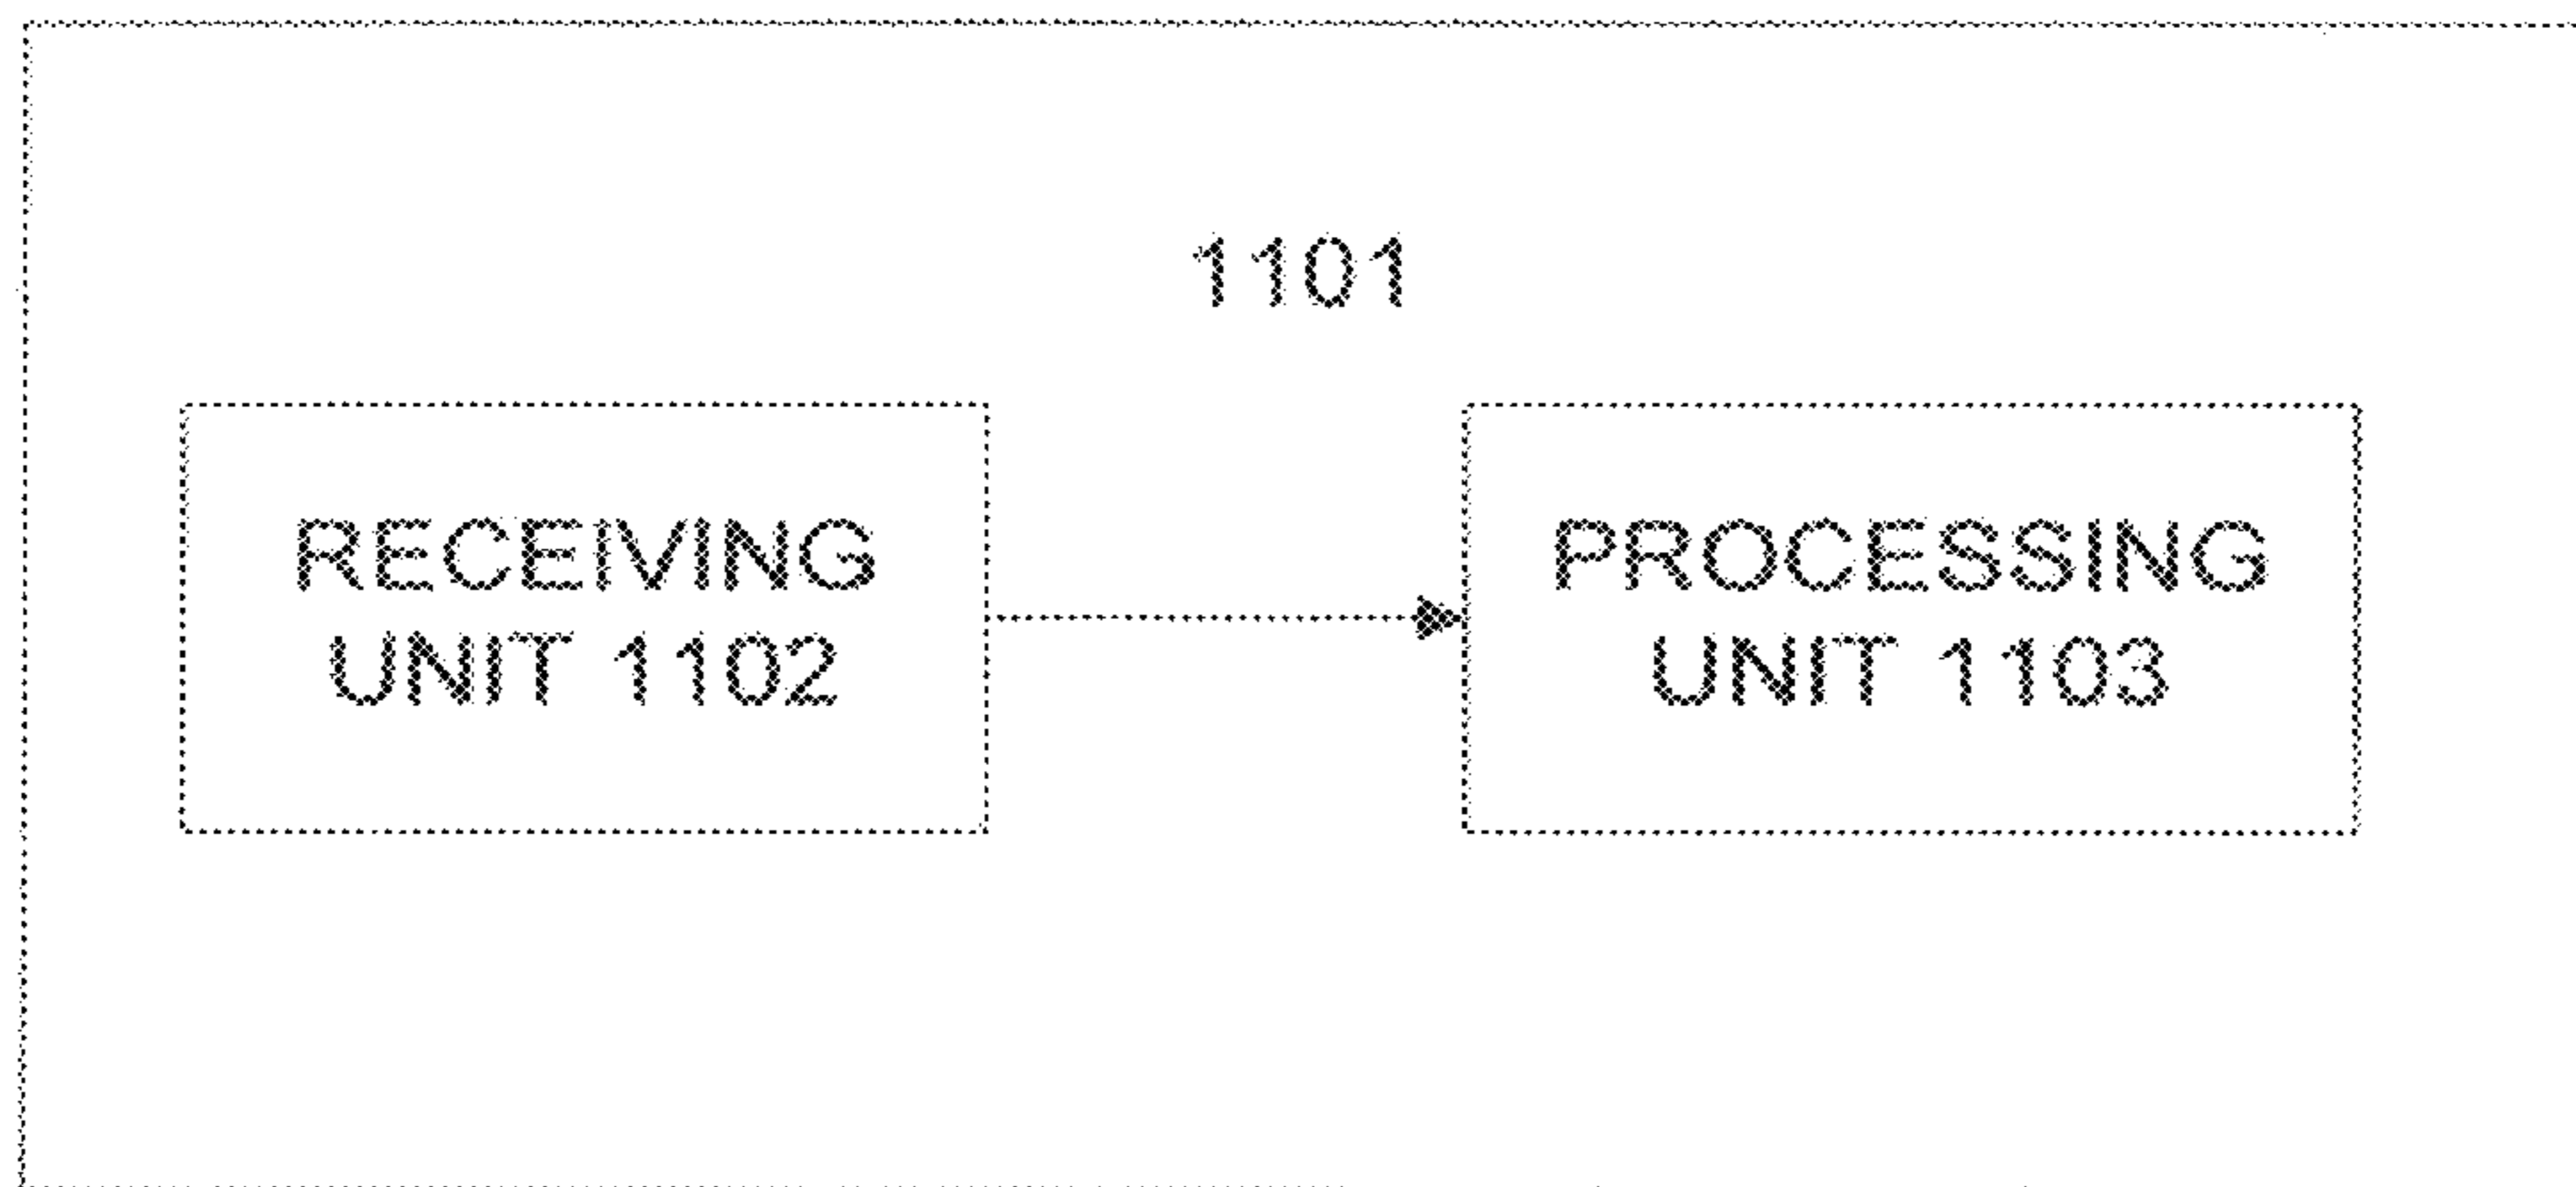 1101
RECEIVING
UNIT 1102
PROCESSING
UNIT 1103